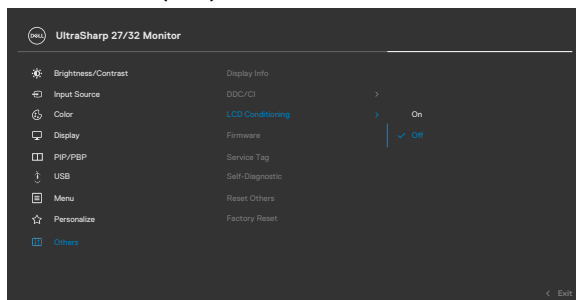 DELL UltraSharp 27/32 Monitor
Brightness/Contrast Display Info
Input Source DDC/CI >
Color LCD Conditioning > On
Display Firmware ✓ Off
PIP/PBP Service Tag
USB Self-Diagnostic
Menu Reset Others
Personalize Factory Reset
Others
< Exit